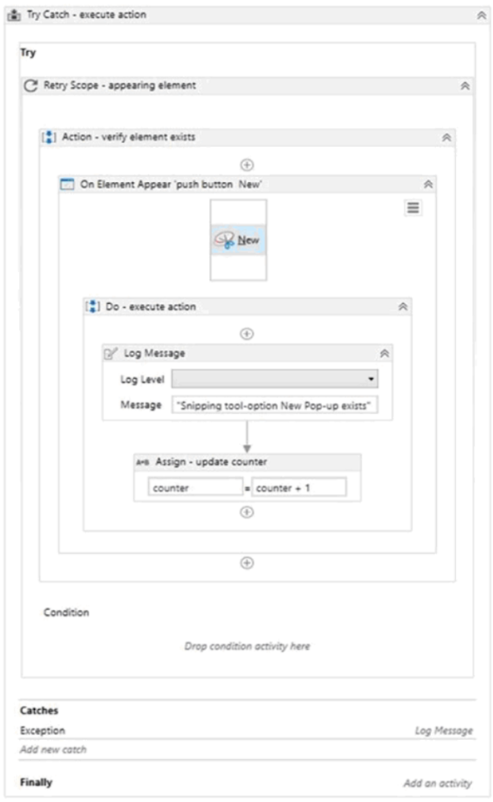 Try Catch - execute action
Try
Retry Scope - appearing element
Action - verify element exists
On Element Appear 'push button New'
New
Do - execute action
Log Message
Log Level
Message "Snipping tool-option New Pop-up exists"
A+B Assign - update counter
counter = counter + 1
Condition
Drop condition activity here
Catches
Exception Log Message
Add new catch
Finally Add an activity